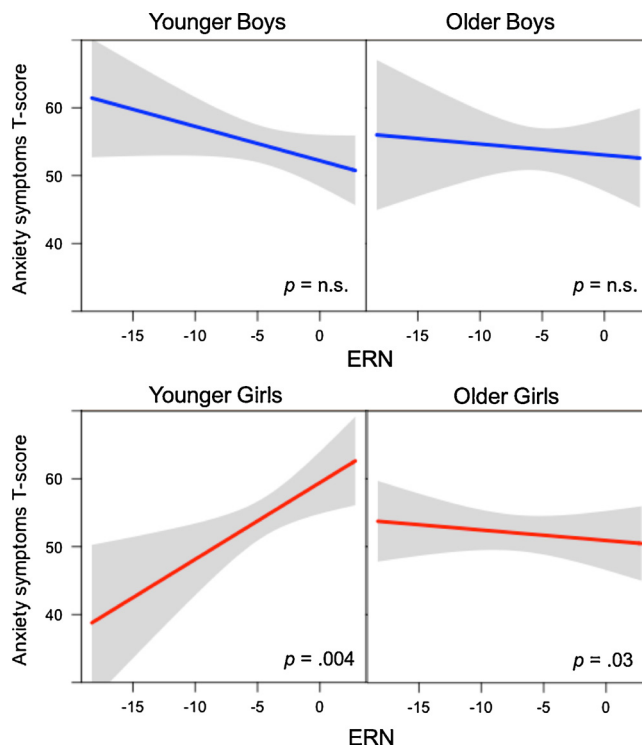 Younger Boys Older Boys
Anxiety symptoms T-score
60
50
40
p = n.s. p = n.s.
-15 -10 -5 0 -15 -10 -5 0
ERN
Younger Girls Older Girls
Anxiety symptoms T-score
60
50
40
p = .004 p = .03
-15 -10 -5 0 -15 -10 -5 0
ERN